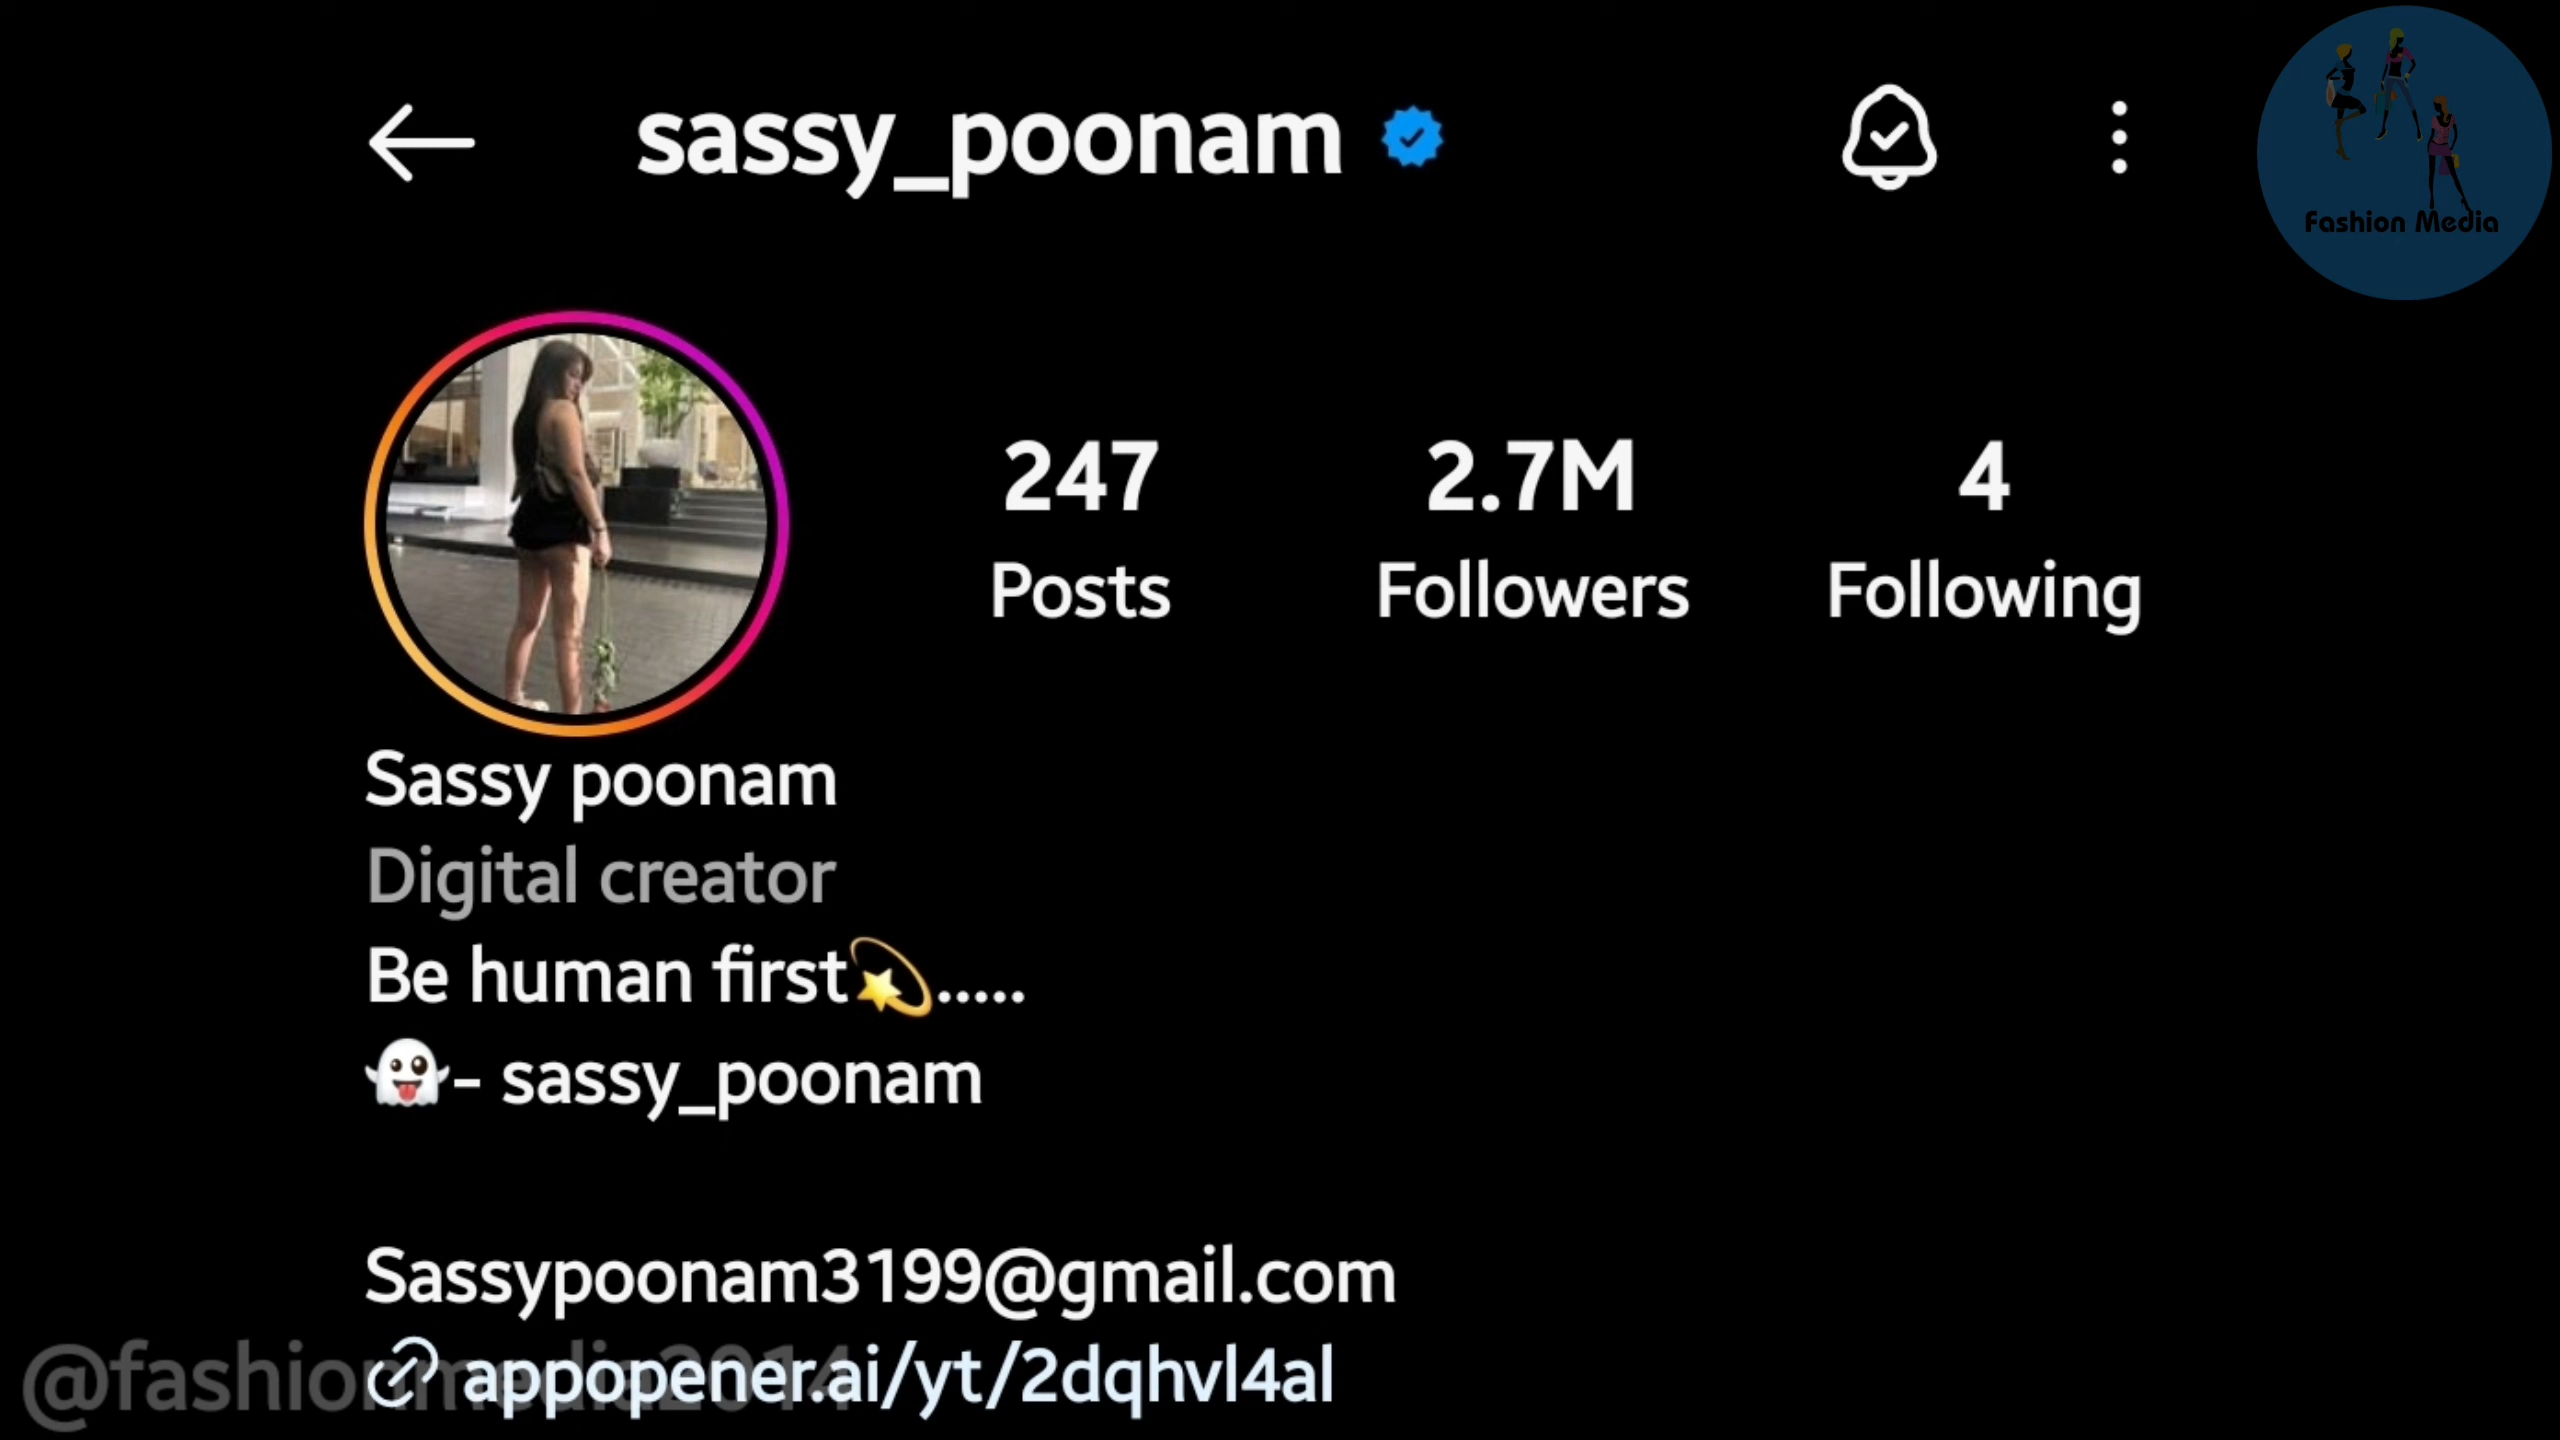 sassy_poonam
Fashion Media
247
Posts
2.7M
Followers
4
Following
Sassy poonam
Digital creator
Be human first💫.....
👻- sassy_poonam
Sassypoonam3199@gmail.com
appopener.ai/yt/2dqhvl4al
@fashionmedia2014